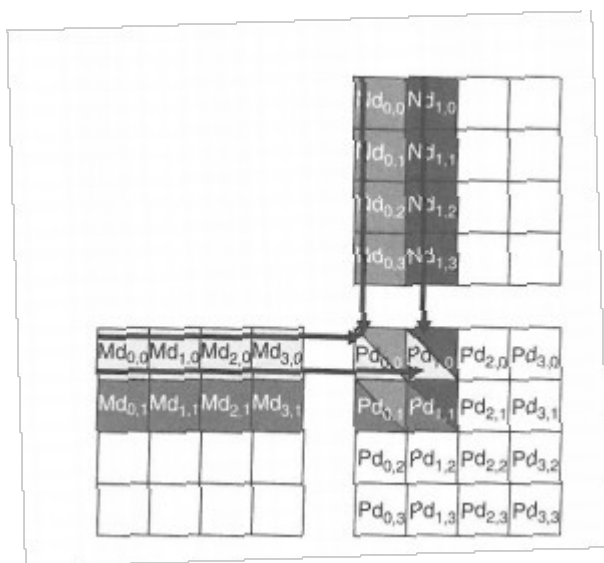 Nd0,0 Nd1,0
Nd0,1 Nd1,1
Nd0,2 Nd1,2
Nd0,3 Nd1,3
Md0,0 Md1,0 Md2,0 Md3,0 Pd0,0 Pd1,0 Pd2,0 Pd3,0
Md0,1 Md1,1 Md2,1 Md3,1 Pd0,1 Pd1,1 Pd2,1 Pd3,1
Pd0,2 Pd1,2 Pd2,2 Pd3,2
Pd0,3 Pd1,3 Pd2,3 Pd3,3